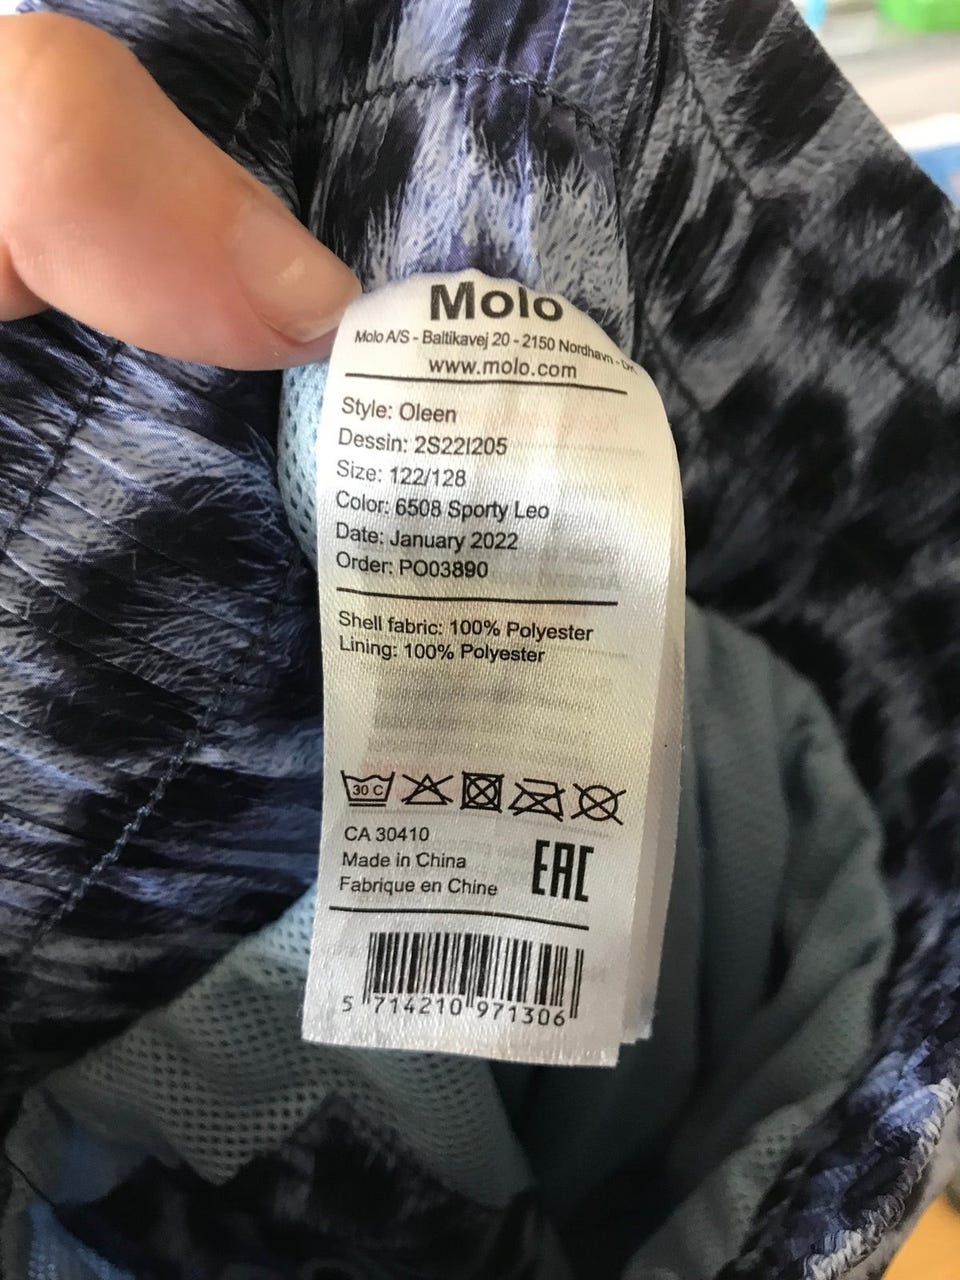 Molo
Molo A/S - Baltikavej 20 - 2150 Nordhavn - DK
www.molo.com
Style: Oleen
Dessin: 2S22I205
Size: 122/128
Color: 6508 Sporty Leo
Date: January 2022
Order: PO03890
Shell fabric: 100% Polyester
Lining: 100% Polyester
30 C
CA 30410
Made in China
Fabrique en Chine
EAC
5 714210 971306